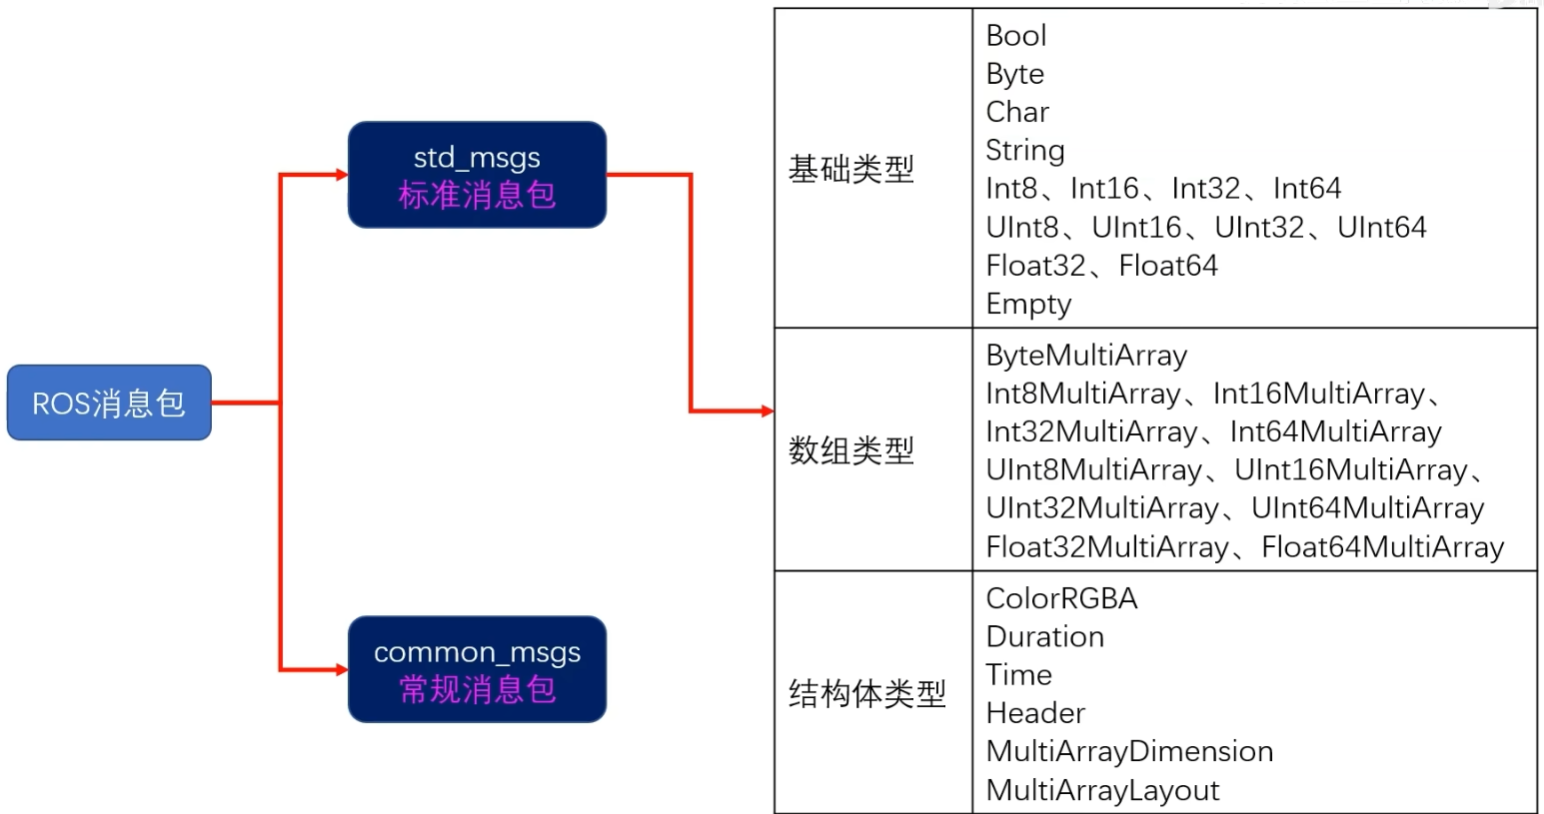 ROS消息包
std_msgs
标准消息包
common_msgs
常规消息包
基础类型
Bool
Byte
Char
String
Int8、Int16、Int32、Int64
UInt8、UInt16、UInt32、UInt64
Float32、Float64
Empty
数组类型
ByteMultiArray
Int8MultiArray、Int16MultiArray、
Int32MultiArray、Int64MultiArray
UInt8MultiArray、UInt16MultiArray、
UInt32MultiArray、UInt64MultiArray
Float32MultiArray、Float64MultiArray
结构体类型
ColorRGBA
Duration
Time
Header
MultiArrayDimension
MultiArrayLayout